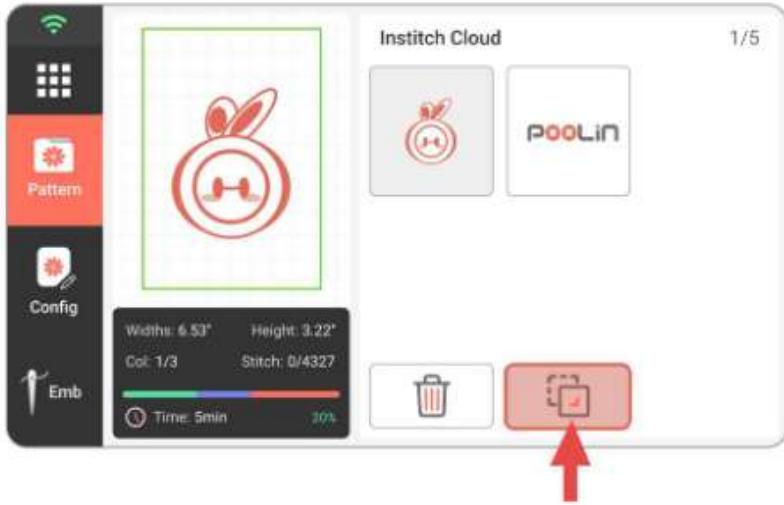 Institch Cloud 1/5
POOLIN
Pattern
Config
Emb
Widths: 6.53" Height: 3.22"
Col: 1/3 Stitch: 0/4327
Time: 5min 20%